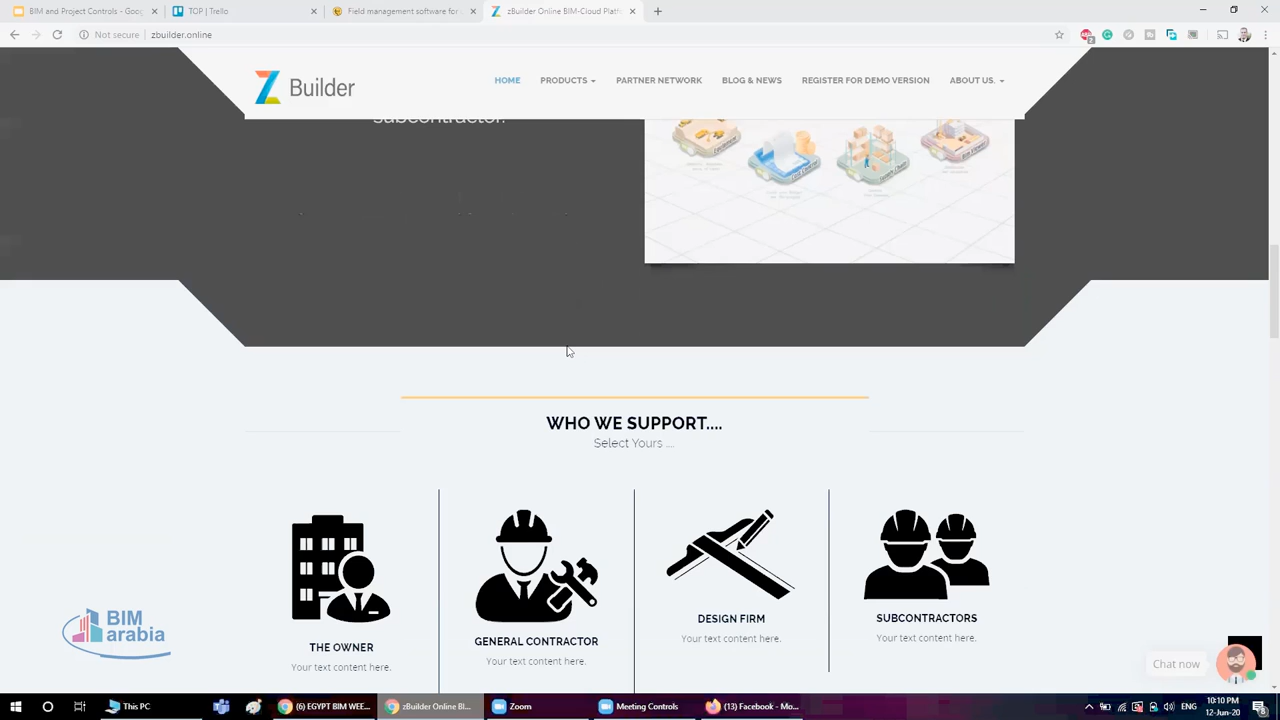 BIM and Project Controls - Goog
TOP | Trello
Field management software for
zBuilder Online BIM-Cloud Platf
Not secure
zbuilder.online
Z Builder
HOME
PRODUCTS
PARTNER NETWORK
BLOG & NEWS
REGISTER FOR DEMO VERSION
ABOUT US.
subcontractor.
WHO WE SUPPORT....
Select Yours ....
THE OWNER
Your text content here.
GENERAL CONTRACTOR
Your text content here.
DESIGN FIRM
Your text content here.
SUBCONTRACTORS
Your text content here.
BIM
arabia
Chat now
This PC
(6) EGYPT BIM WEE...
zBuilder Online BI...
Zoom
Meeting Controls
(13) Facebook - Mo...
ENG
10:10 PM
12-Jun-20